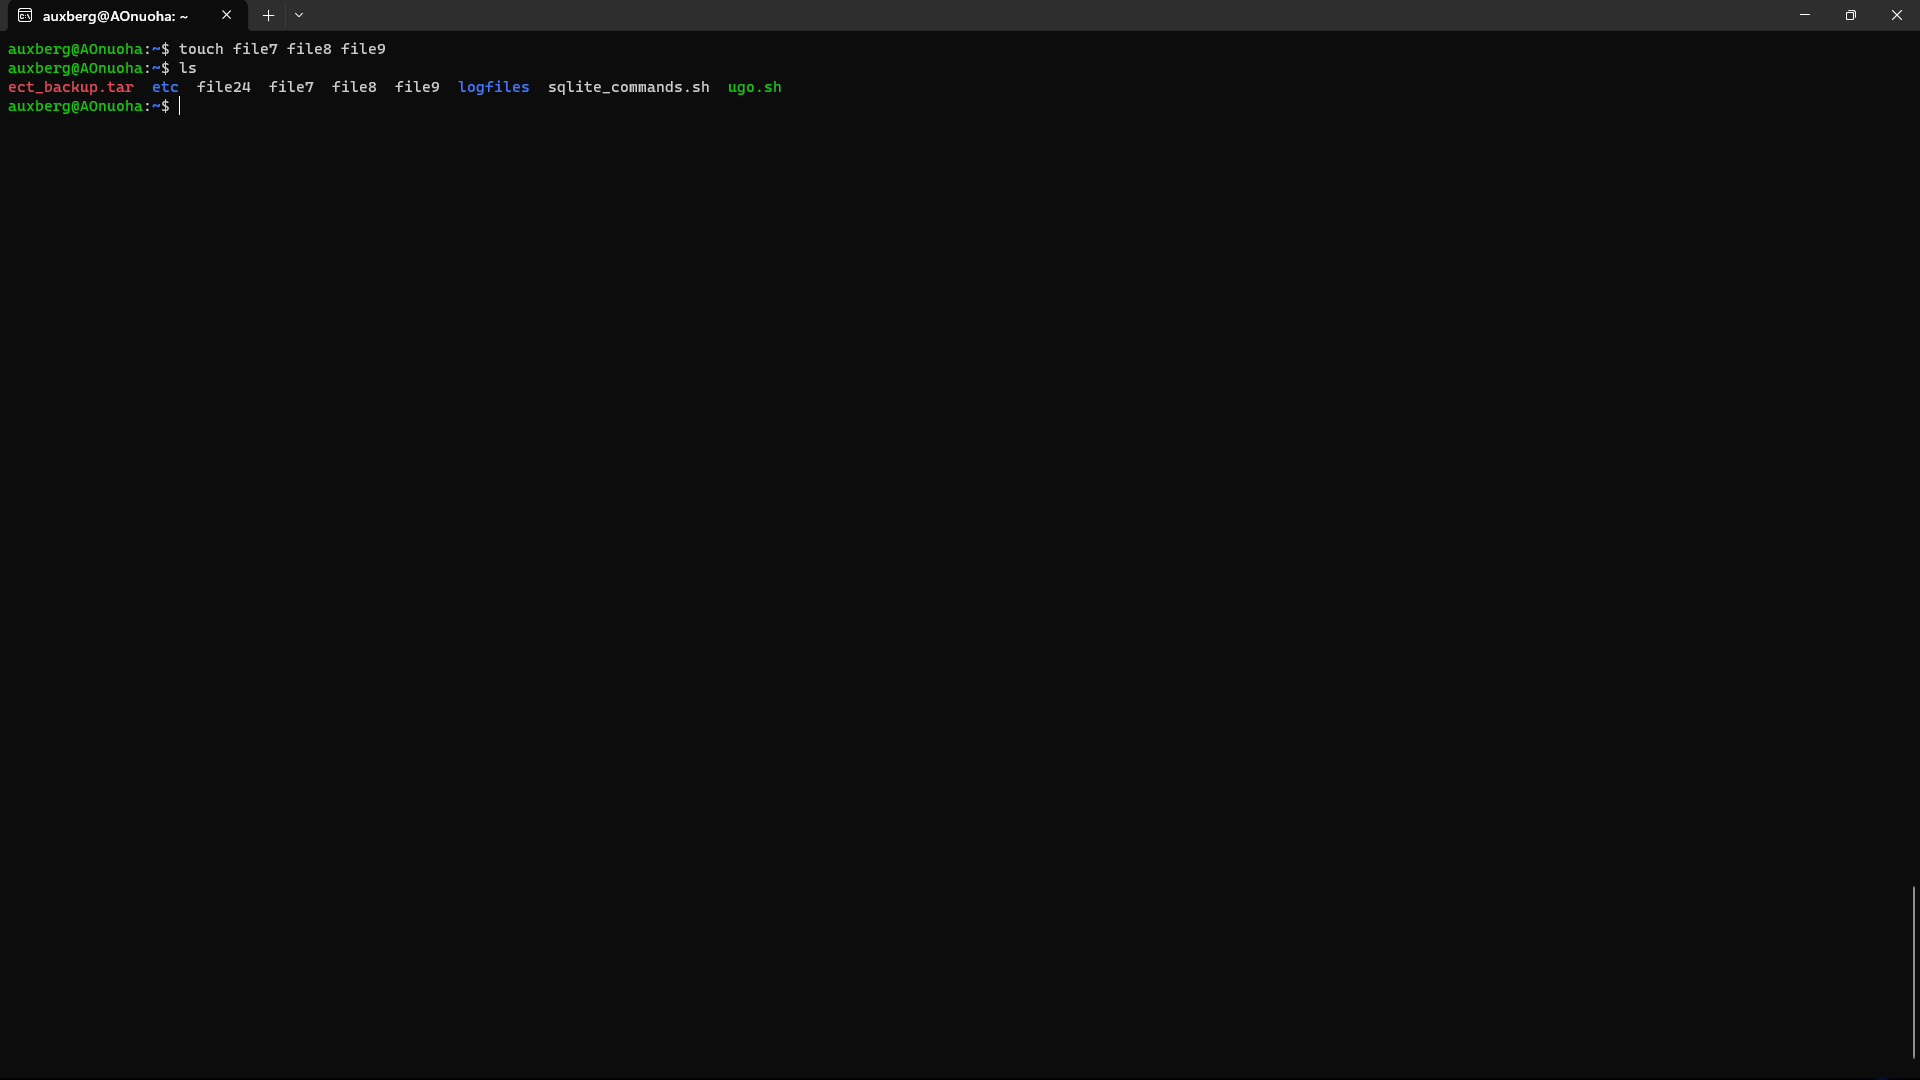 auxberg@AOnuoha: ~
auxberg@AOnuoha:~$ touch file7 file8 file9
auxberg@AOnuoha:~$ ls
ect_backup.tar  etc  file24  file7  file8  file9  logfiles  sqlite_commands.sh  ugo.sh
auxberg@AOnuoha:~$